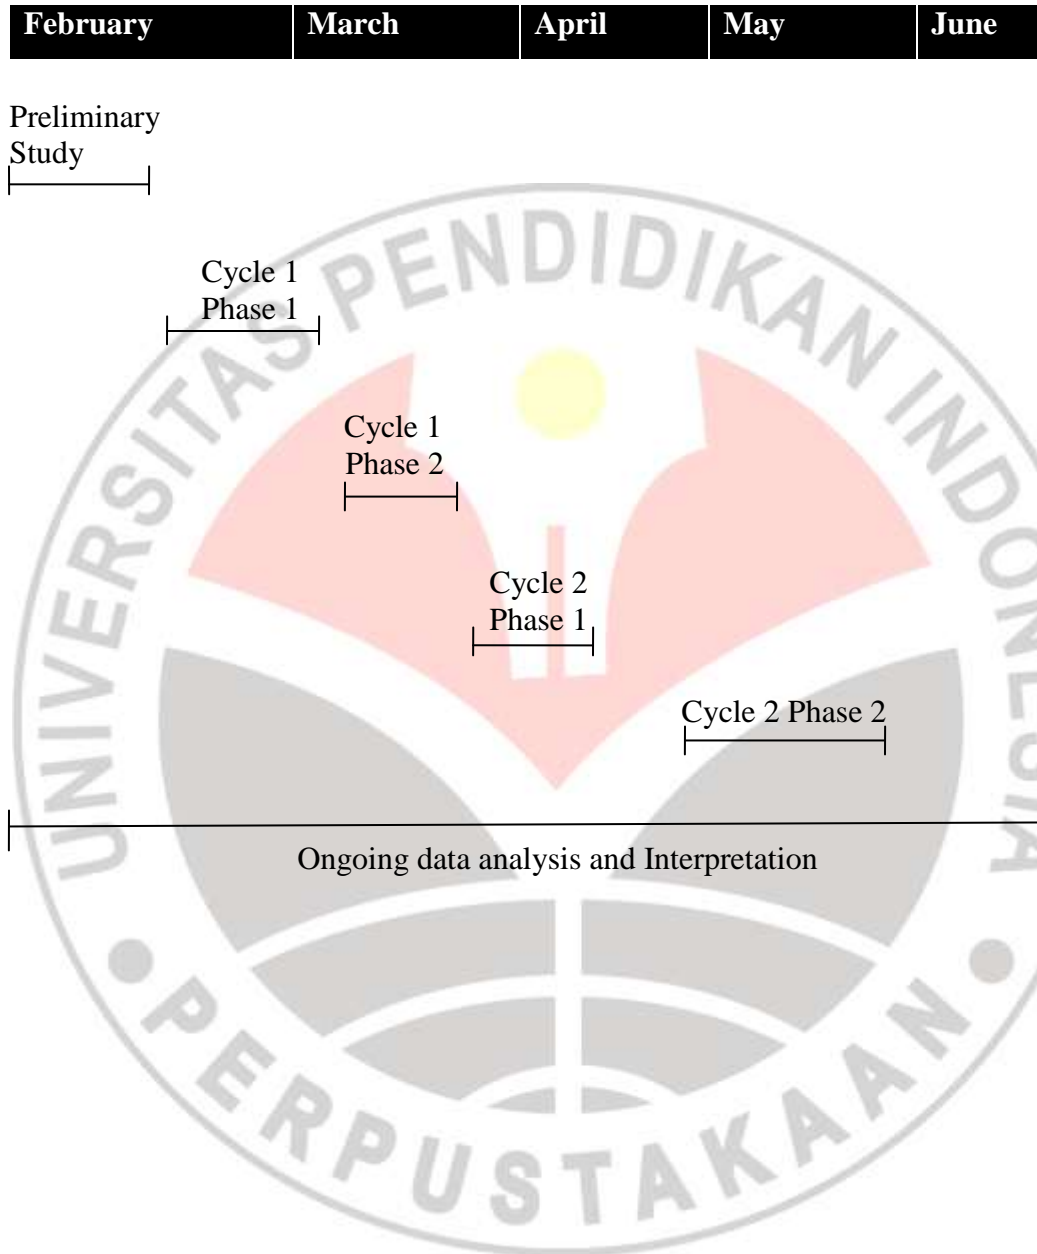 February March April May June
Preliminary
Study
Cycle 1
Phase 1
Cycle 1
Phase 2
Cycle 2
Phase 1
Cycle 2 Phase 2
Ongoing data analysis and Interpretation
UNIVERSITAS PENDIDIKAN INDONESIA
PERPUSTAKAAN